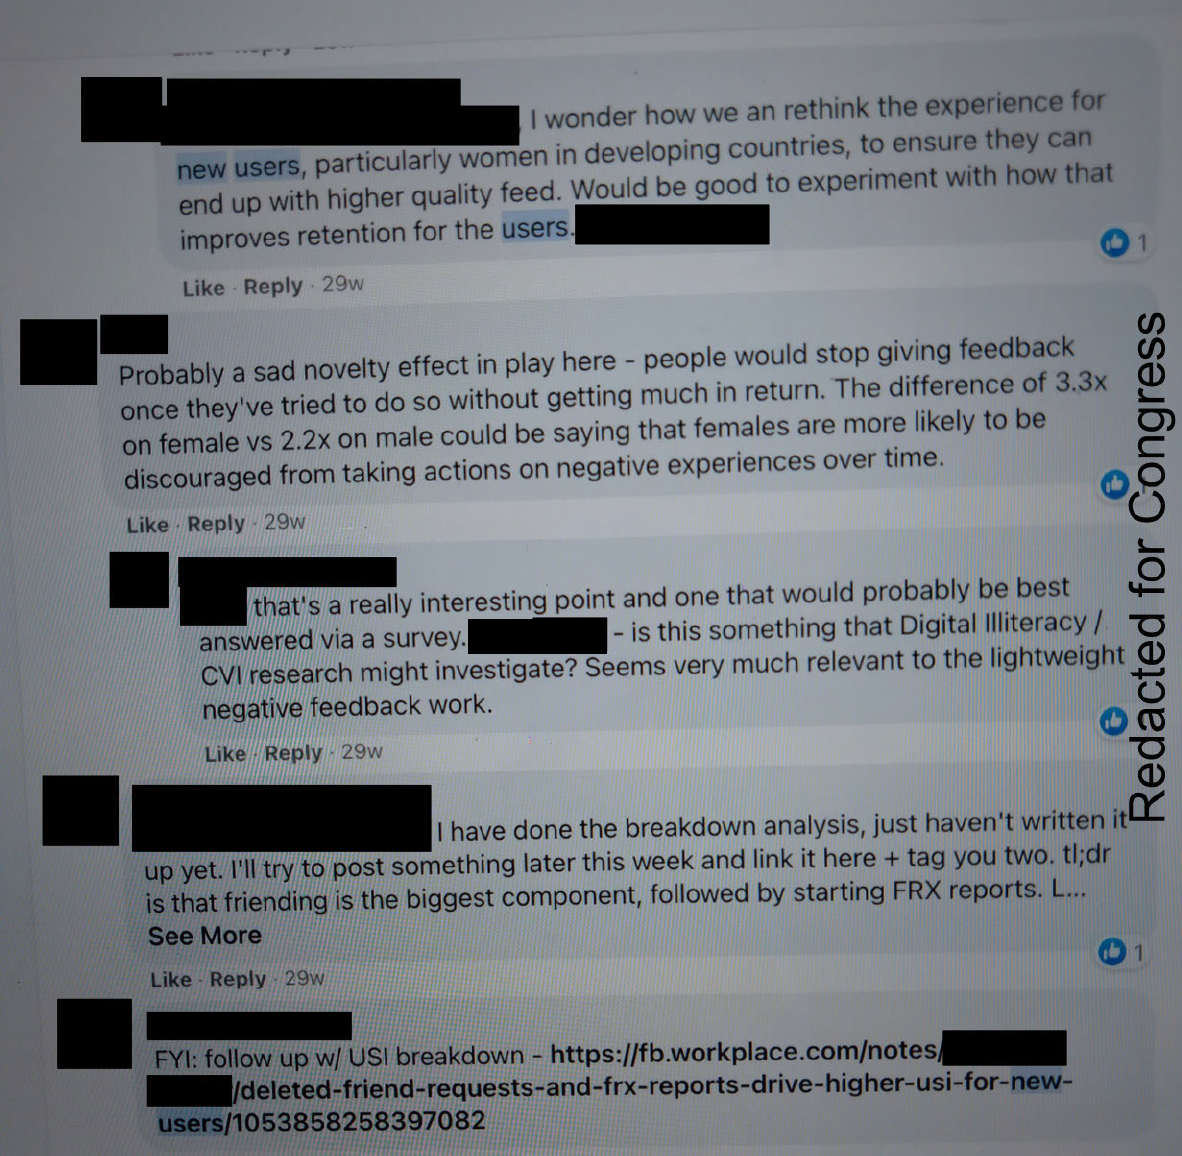 I wonder how we an rethink the experience for
new users, particularly women in developing countries, to ensure they can
end up with higher quality feed. Would be good to experiment with how that
improves retention for the users.
1
Like · Reply · 29w
Probably a sad novelty effect in play here - people would stop giving feedback
once they've tried to do so without getting much in return. The difference of 3.3x
on female vs 2.2x on male could be saying that females are more likely to be
discouraged from taking actions on negative experiences over time.
Like · Reply · 29w
that's a really interesting point and one that would probably be best
answered via a survey. - is this something that Digital Illiteracy /
CVI research might investigate? Seems very much relevant to the lightweight
negative feedback work.
Like · Reply · 29w
I have done the breakdown analysis, just haven't written it
up yet. I'll try to post something later this week and link it here + tag you two. tl;dr
is that friending is the biggest component, followed by starting FRX reports. L...
See More
1
Like · Reply · 29w
FYI: follow up w/ USI breakdown - https://fb.workplace.com/notes/
/deleted-friend-requests-and-frx-reports-drive-higher-usi-for-new-
users/1053858258397082
Redacted for Congress